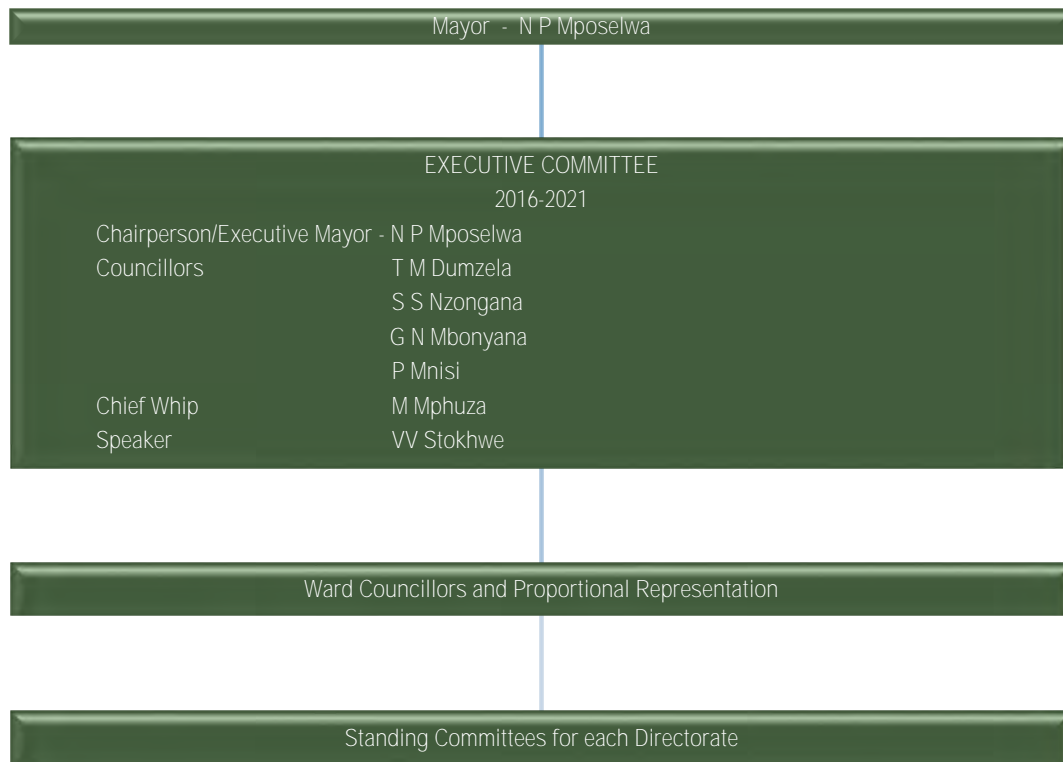 Mayor - N P Mposelwa
EXECUTIVE COMMITTEE
2016-2021
Chairperson/Executive Mayor - N P Mposelwa
Councillors T M Dumzela
S S Nzongana
G N Mbonyana
P Mnisi
Chief Whip M Mphuza
Speaker VV Stokhwe
Ward Councillors and Proportional Representation
Standing Committees for each Directorate